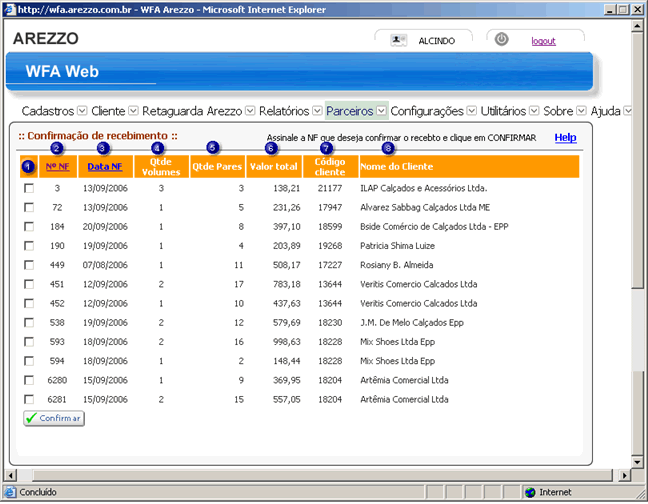 http://wfa.arezzo.com.br - WFA Arezzo - Microsoft Internet Explorer
AREZZO ALCINDO logout
WFA Web
Cadastros Cliente Retaguarda Arezzo Relatórios Parceiros Configurações Utilitários Sobre Ajuda
:: Confirmação de recebimento :: Assinale a NF que deseja confirmar o recebto e clique em CONFIRMAR Help
1 2 3 4 5 6 7 8
Nº NF Data NF Qtde Volumes Qtde Pares Valor total Código cliente Nome do Cliente
3 13/09/2006 3 3 138,21 21177 ILAP Calçados e Acessórios Ltda.
72 13/09/2006 1 5 231,26 17947 Alvarez Sabbag Calçados Ltda ME
184 20/09/2006 1 8 397,10 18599 Bside Comércio de Calçados Ltda - EPP
190 19/09/2006 1 4 203,89 19268 Patricia Shima Luize
449 07/08/2006 1 11 508,17 17227 Rosiany B. Almeida
451 12/09/2006 2 17 783,18 13644 Veritis Comercio Calcados Ltda
452 12/09/2006 1 10 437,63 13644 Veritis Comercio Calcados Ltda
538 19/09/2006 2 12 579,69 18230 J.M. De Melo Calçados Epp
593 18/09/2006 2 16 998,63 18228 Mix Shoes Ltda Epp
594 18/09/2006 1 2 148,44 18228 Mix Shoes Ltda Epp
6280 15/09/2006 1 9 369,95 18204 Artêmia Comercial Ltda
6281 15/09/2006 2 15 557,05 18204 Artêmia Comercial Ltda
Confirmar
Concluído Internet